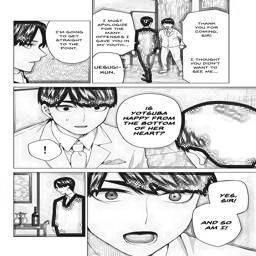 THANK YOU
FOR
COMING,
SIR!
I THOUGHT
YOU DIDN'T
WANT TO
SEE ME...
I MUST
APOLOGIZE
FOR THE
MANY
OFFENSES I
GAVE YOU IN
MY YOUTH...
UESUGI-
KUN.
I'M GOING
TO GET
STRAIGHT
TO THE
POINT.
IS
YOTSUBA
HAPPY FROM
THE BOTTOM
OF HER
HEART?
!
YES,
SIR!
AND SO
AM I!